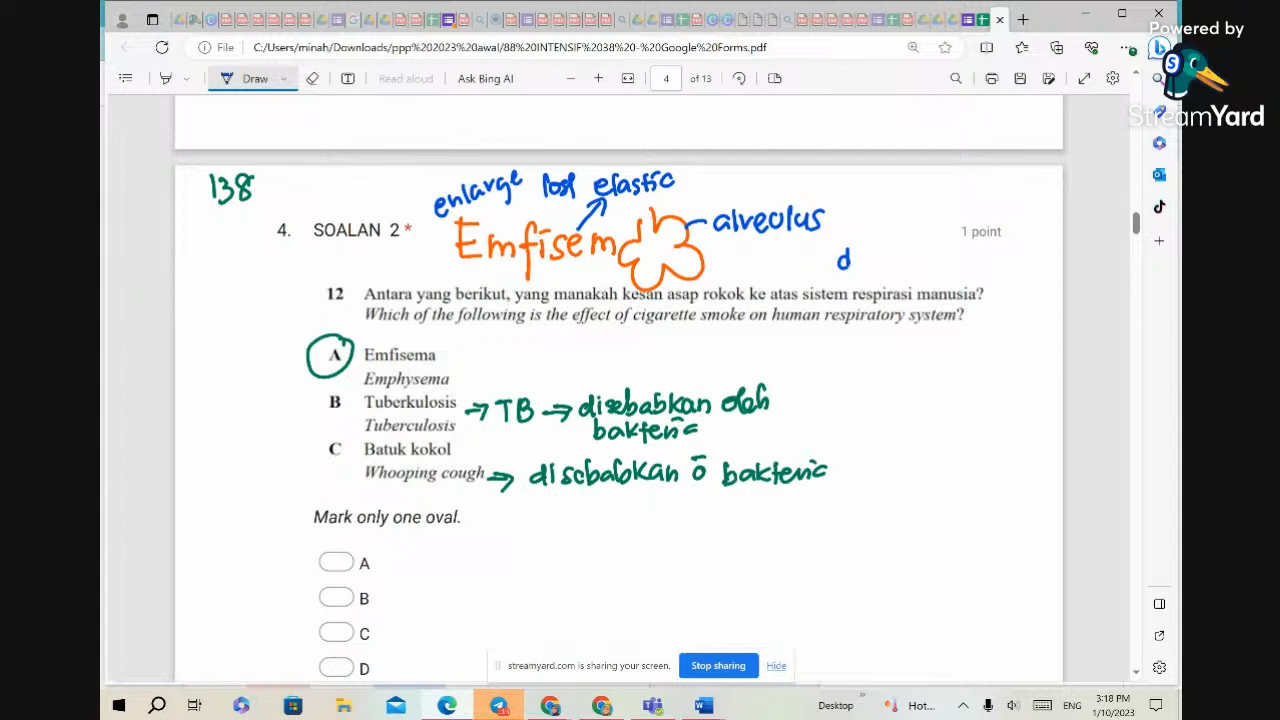 Powered by
StreamYard
File
C:/Users/minah/Downloads/ppp%202023%20awal/88%20INTENSIF%2038%20-%20Google%20Forms.pdf
Draw
Read aloud
Ask Bing AI
4 of 13
138
enlarge lost elastic
Emfisema
alveolus
4. SOALAN 2 *
1 point
d
12 Antara yang berikut, yang manakah kesan asap rokok ke atas sistem respirasi manusia?
Which of the following is the effect of cigarette smoke on human respiratory system?
A Emfisema
Emphysema
B Tuberkulosis → TB → disebabkan oleh
Tuberculosis bakteria
C Batuk kokol
Whooping cough → disebabkan ō bakteria
Mark only one oval.
A
B
C
D
streamyard.com is sharing your screen.
Stop sharing
Hide
Desktop
Hot...
3:18 PM
1/10/2023